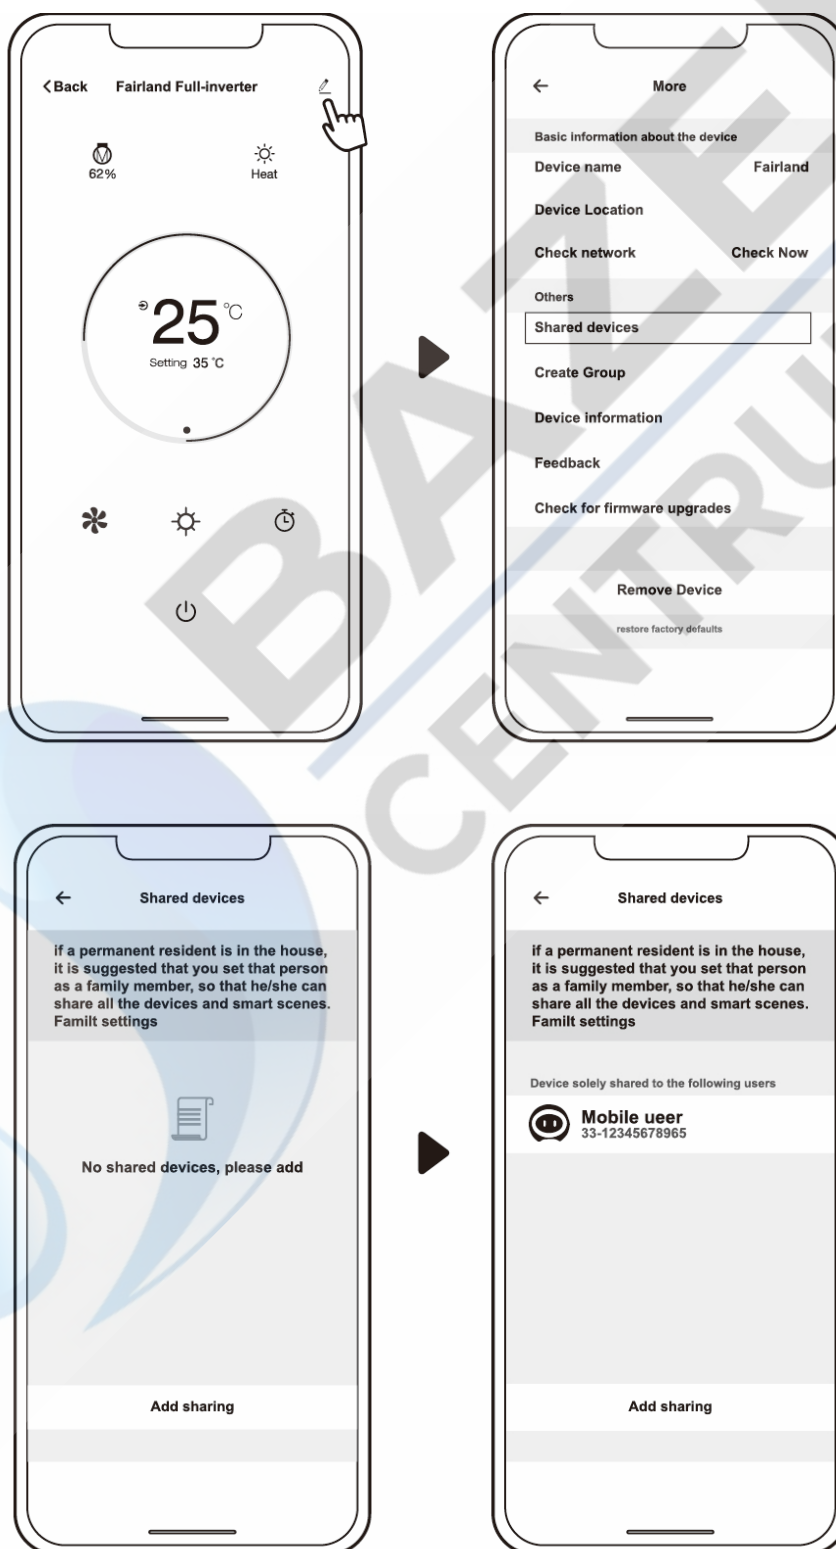 Back Fairland Full-inverter
62% Heat
25 °C
Setting 35 °C
More
Basic information about the device
Device name Fairland
Device Location
Check network Check Now
Others
Shared devices
Create Group
Device information
Feedback
Check for firmware upgrades
Remove Device
restore factory defaults
Shared devices
if a permanent resident is in the house,
it is suggested that you set that person
as a family member, so that he/she can
share all the devices and smart scenes.
Familt settings
No shared devices, please add
Add sharing
Shared devices
if a permanent resident is in the house,
it is suggested that you set that person
as a family member, so that he/she can
share all the devices and smart scenes.
Familt settings
Device solely shared to the following users
Mobile ueer
33-12345678965
Add sharing